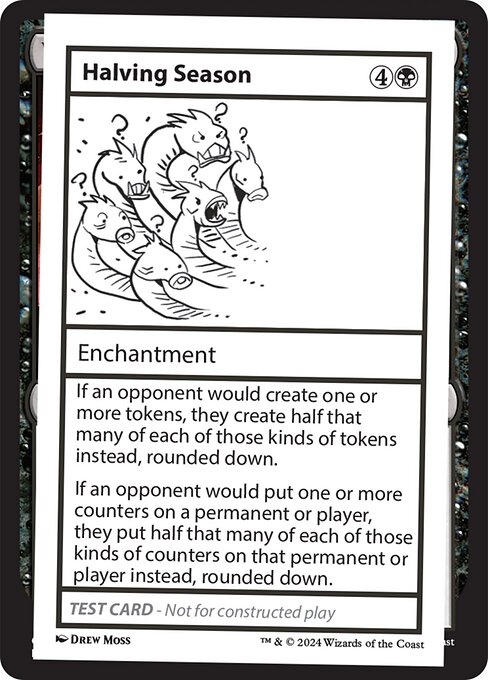 Halving Season 4
? ? ? ? ? ?
Enchantment
If an opponent would create one or
more tokens, they create half that
many of each of those kinds of tokens
instead, rounded down.
If an opponent would put one or more
counters on a permanent or player,
they put half that many of each of those
kinds of counters on that permanent or
player instead, rounded down.
TEST CARD - Not for constructed play
DREW MOSS ™ & © 2024 Wizards of the Coast